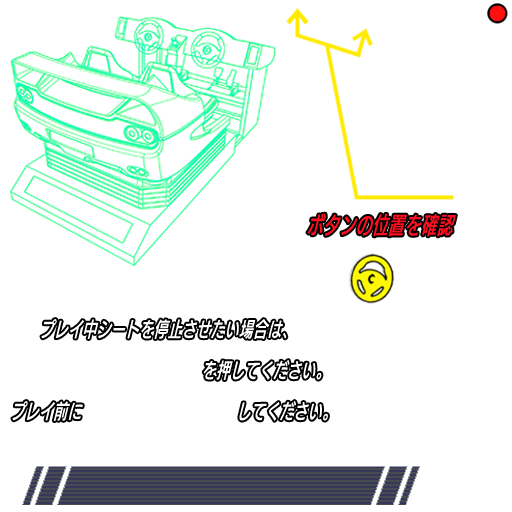 ボタンの位置を確認
プレイ中シートを停止させたい場合は、
を押してください。
プレイ前に してください。